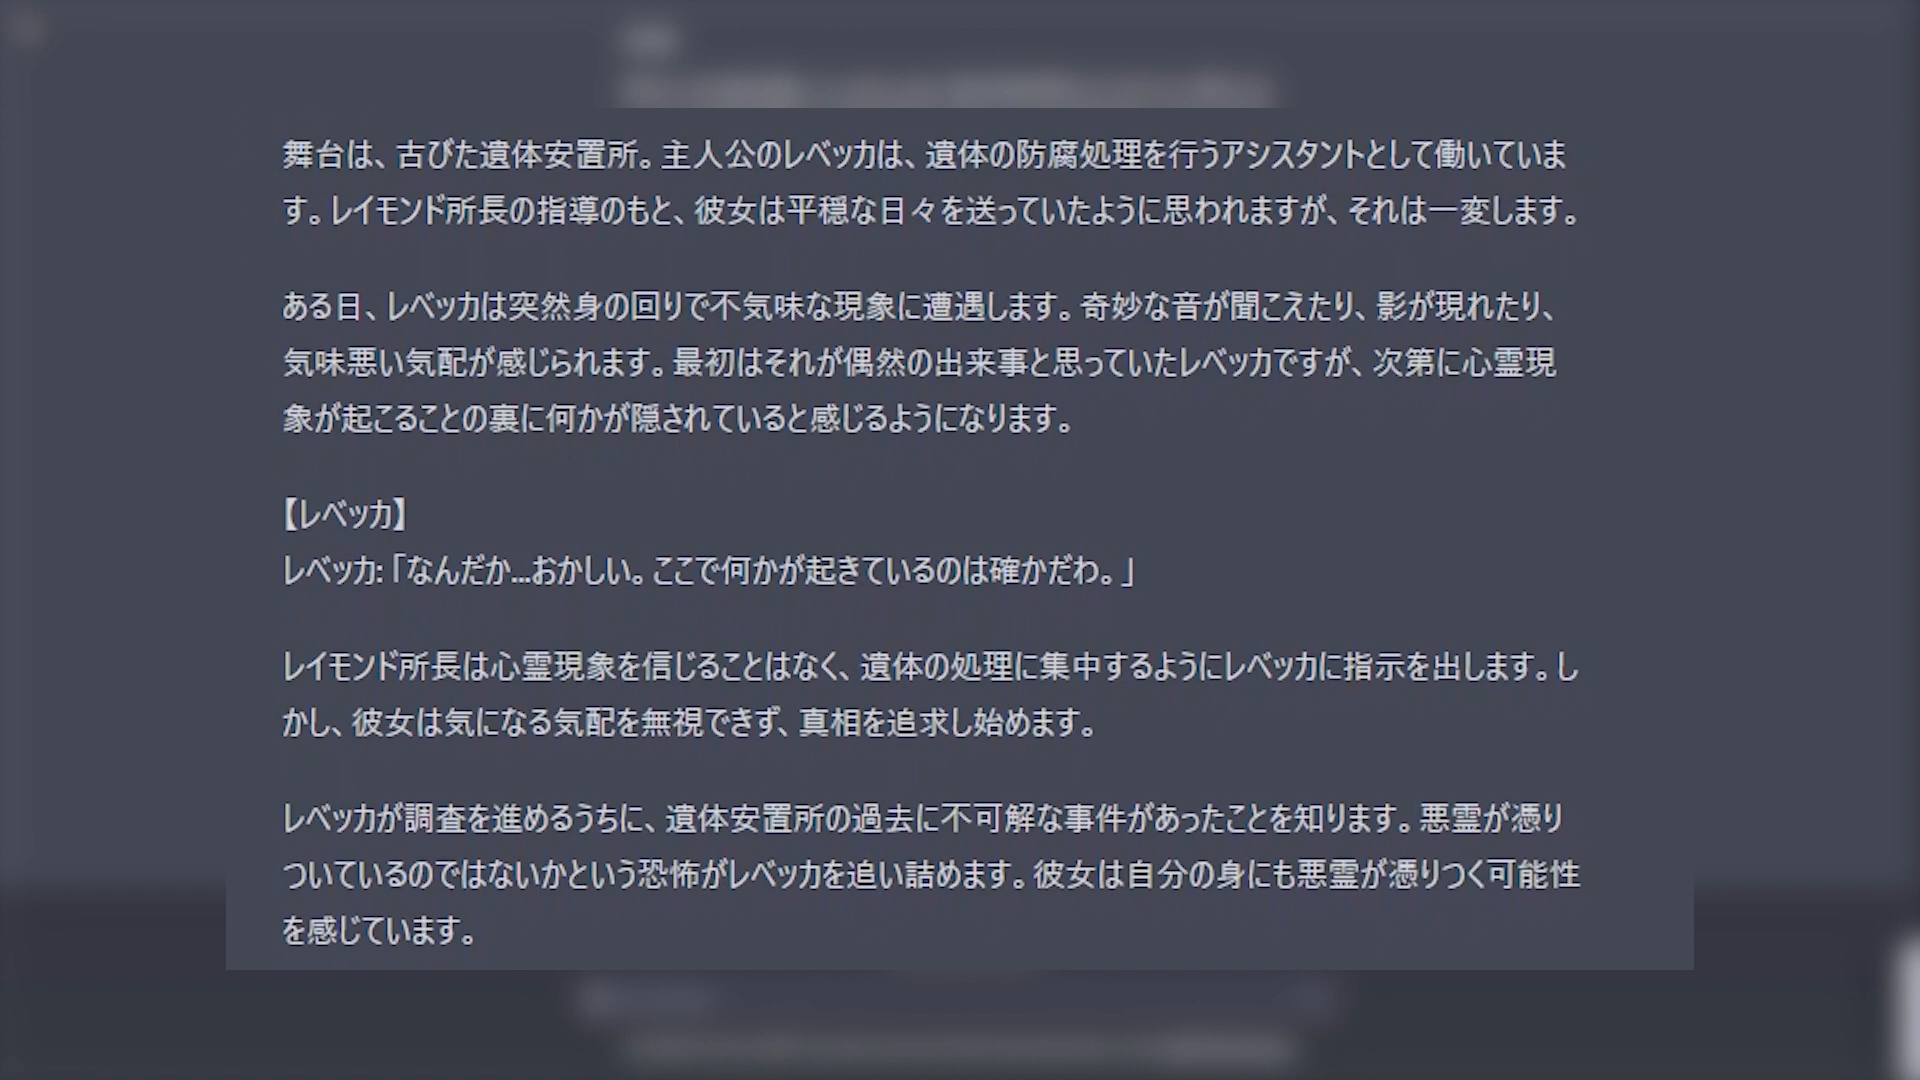 舞台は、古びた遺体安置所。主人公のレベッカは、遺体の防腐処理を行うアシスタントとして働いていま
す。レイモンド所長の指導のもと、彼女は平穏な日々を送っていたように思われますが、それは一変します。
ある日、レベッカは突然身の回りで不気味な現象に遭遇します。奇妙な音が聞こえたり、影が現れたり、
気味悪い気配が感じられます。最初はそれが偶然の出来事と思っていたレベッカですが、次第に心霊現
象が起こることの裏に何かが隠されていると感じるようになります。
【レベッカ】
レベッカ:「なんだか...おかしい。ここで何かが起きているのは確かだわ。」
レイモンド所長は心霊現象を信じることはなく、遺体の処理に集中するようにレベッカに指示を出します。し
かし、彼女は気になる気配を無視できず、真相を追求し始めます。
レベッカが調査を進めるうちに、遺体安置所の過去に不可解な事件があったことを知ります。悪霊が憑り
ついているのではないかという恐怖がレベッカを追い詰めます。彼女は自分の身にも悪霊が憑りつく可能性
を感じています。